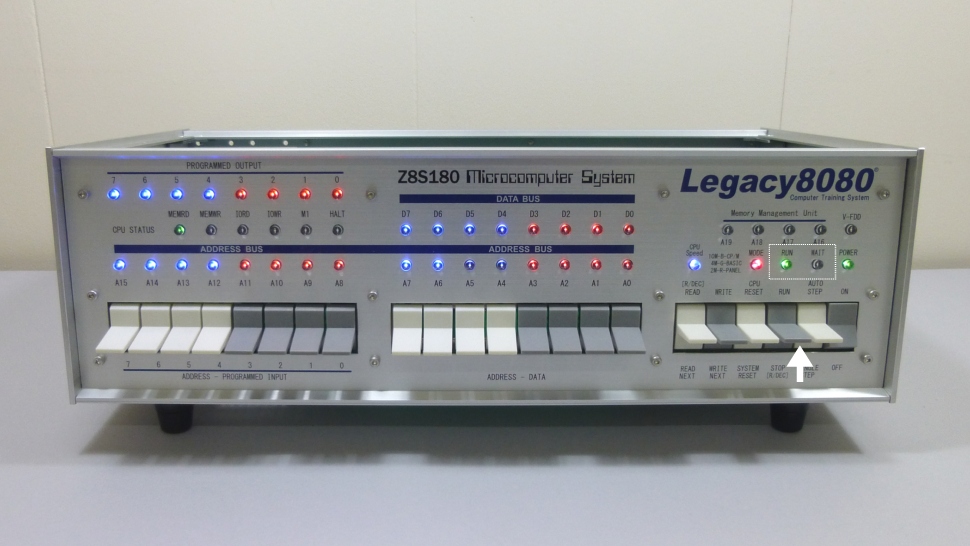 PROGRAMMED OUTPUT
7 6 5 4 3 2 1 0
MEMRD MEMWR IORD IOWR M1 HALT
CPU STATUS
ADDRESS BUS
A15 A14 A13 A12 A11 A10 A9 A8
7 6 5 4 3 2 1 0
ADDRESS - PROGRAMMED INPUT
Z8S180 Microcomputer System
DATA BUS
D7 D6 D5 D4 D3 D2 D1 D0
ADDRESS BUS
A7 A6 A5 A4 A3 A2 A1 A0
ADDRESS - DATA
Legacy8080
Computer Training System
Memory Management Unit
V-FDD
A19 A18 A17 A16
CPU Speed
MODE RUN WAIT POWER
(R/DEC) READ WRITE CPU RESET RUN AUTO STEP ON
READ NEXT WRITE NEXT SYSTEM RESET (R/DEC) OFF